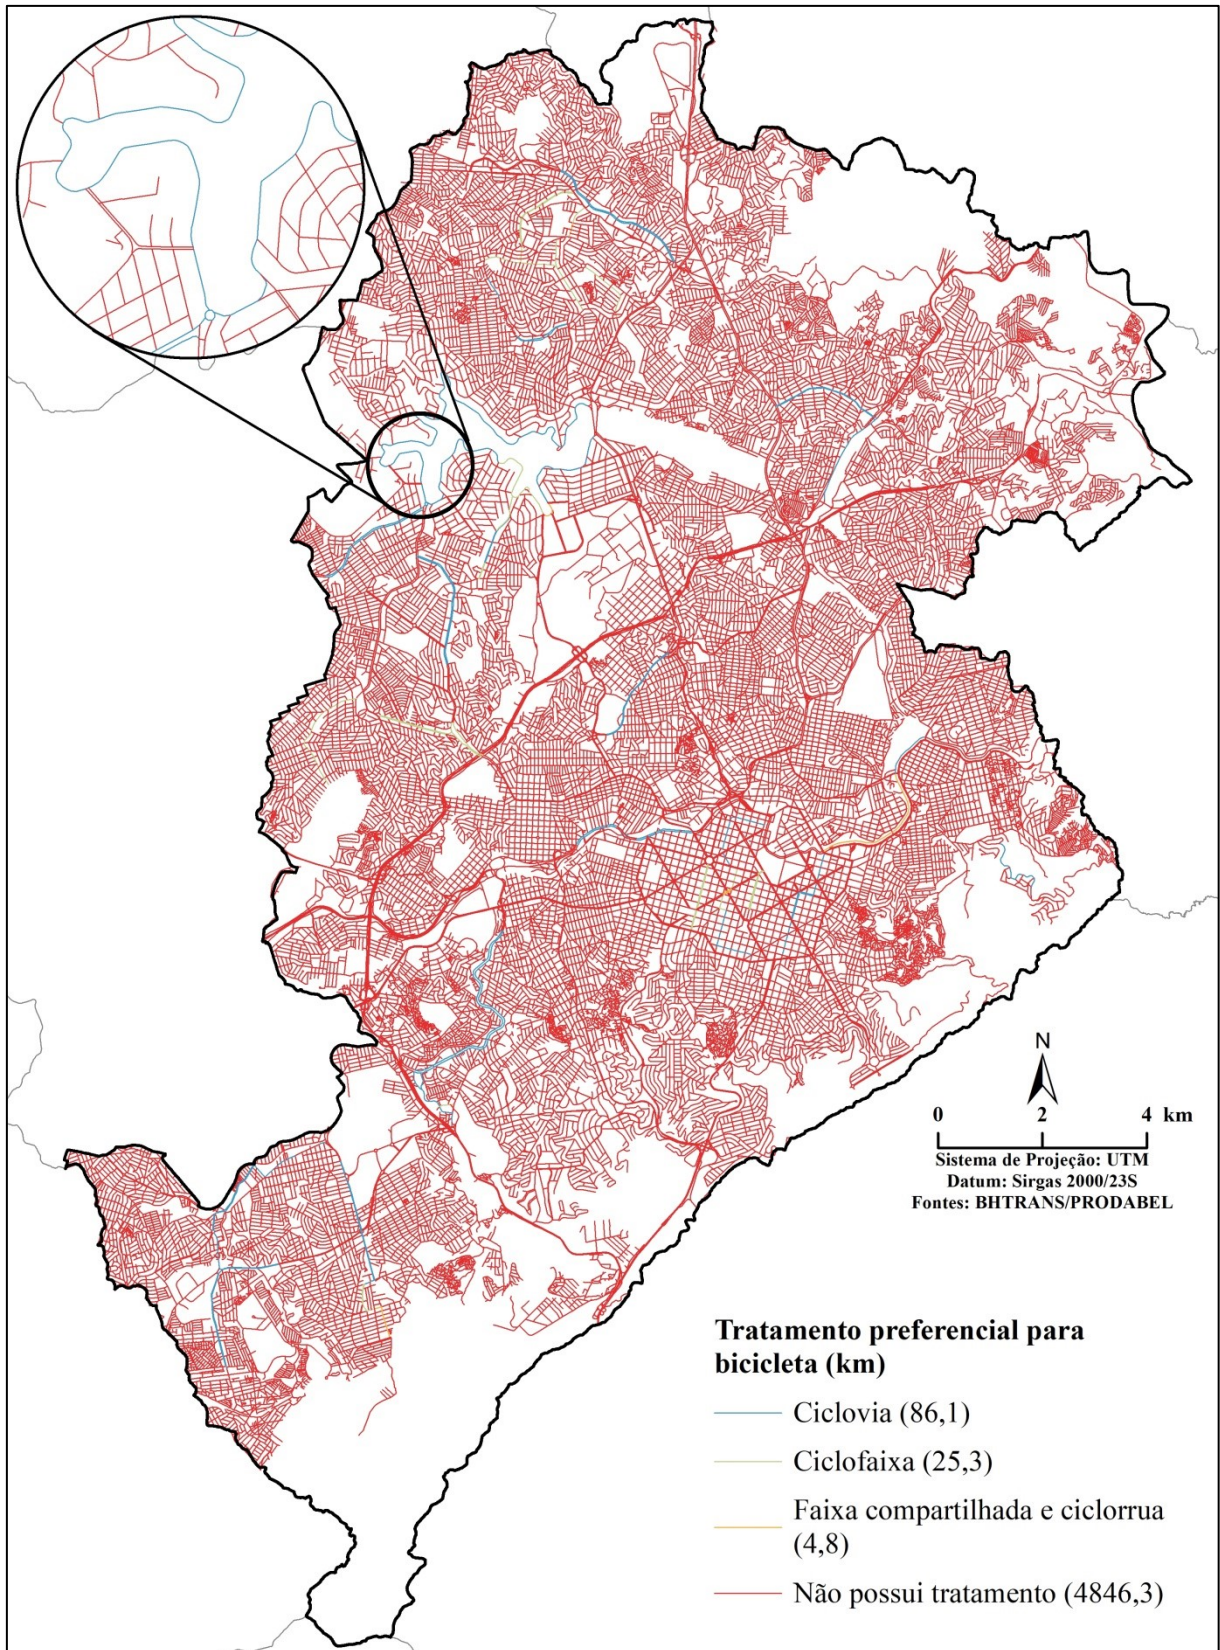 N
0 2 4 km
Sistema de Projeção: UTM
Datum: Sirgas 2000/23S
Fontes: BHTRANS/PRODABEL
Tratamento preferencial para
bicicleta (km)
Ciclovia (86,1)
Ciclofaixa (25,3)
Faixa compartilhada e ciclorrua
(4,8)
Não possui tratamento (4846,3)